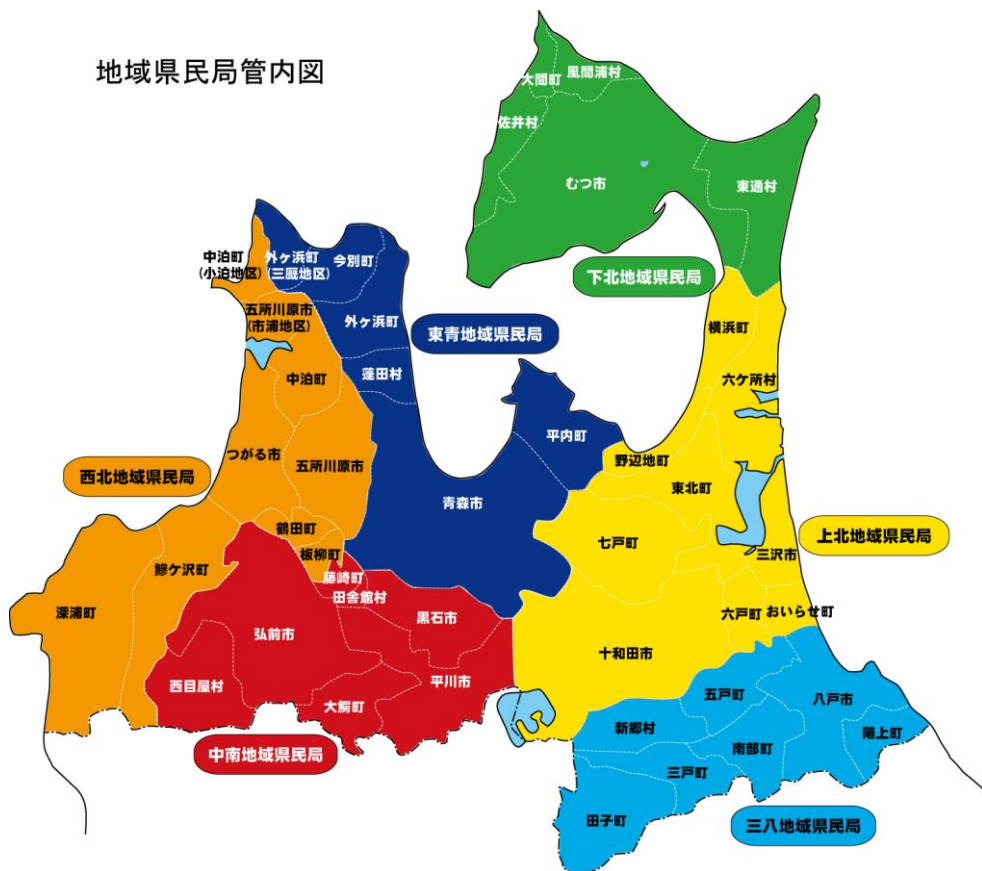 地域県民局管内図
大間町
風間浦村
佐井村
むつ市
東通村
下北地域県民局
中泊町
(小泊地区)
外ヶ浜町
(三厩地区)
今別町
五所川原市
(市浦地区)
外ヶ浜町
東青地域県民局
横浜町
中泊町
蓬田村
六ケ所村
平内町
つがる市
五所川原市
野辺地町
西北地域県民局
東北町
青森市
鶴田町
七戸町
上北地域県民局
板柳町
三沢市
鰺ケ沢町
藤崎町
田舎館村
深浦町
黒石市
六戸町
おいらせ町
弘前市
十和田市
平川市
西目屋村
五戸町
八戸市
大鰐町
新郷村
階上町
中南地域県民局
南部町
三戸町
田子町
三八地域県民局